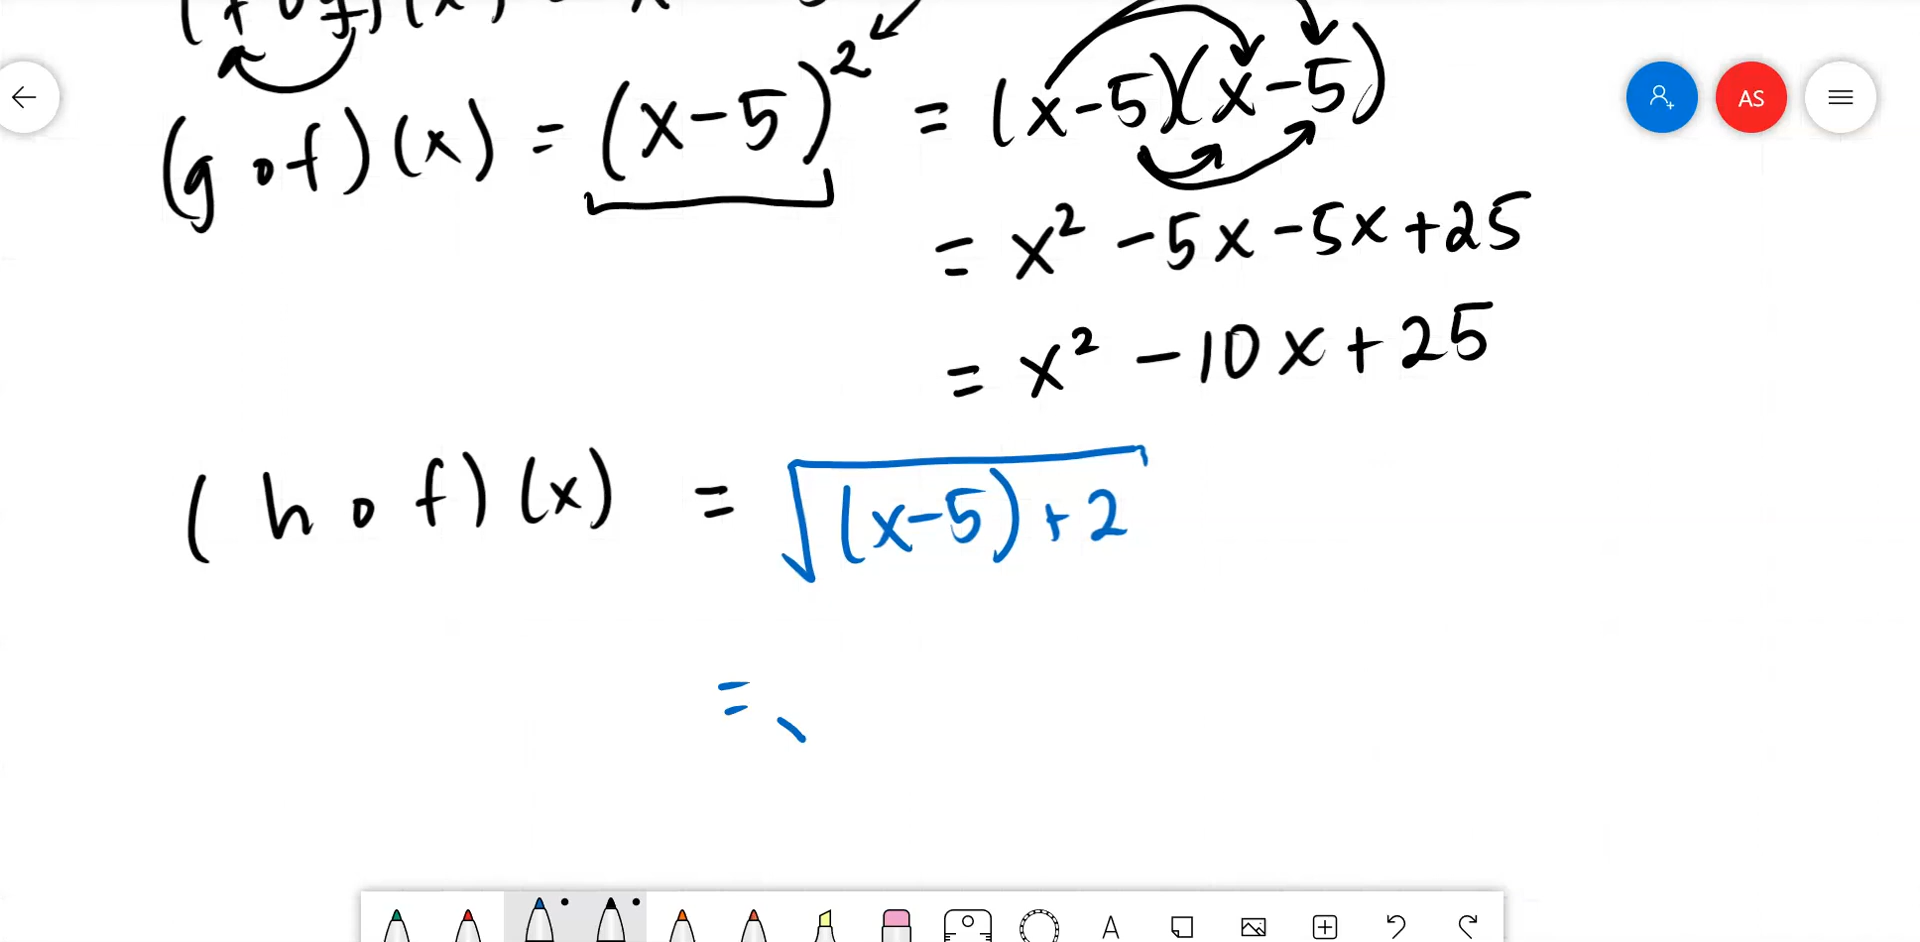 (g o f)(x) = (x-5)² = (x-5)(x-5)
= x² -5x -5x +25
= x² - 10x + 25
(h o f)(x) = √((x-5)+2)
=
AS
A